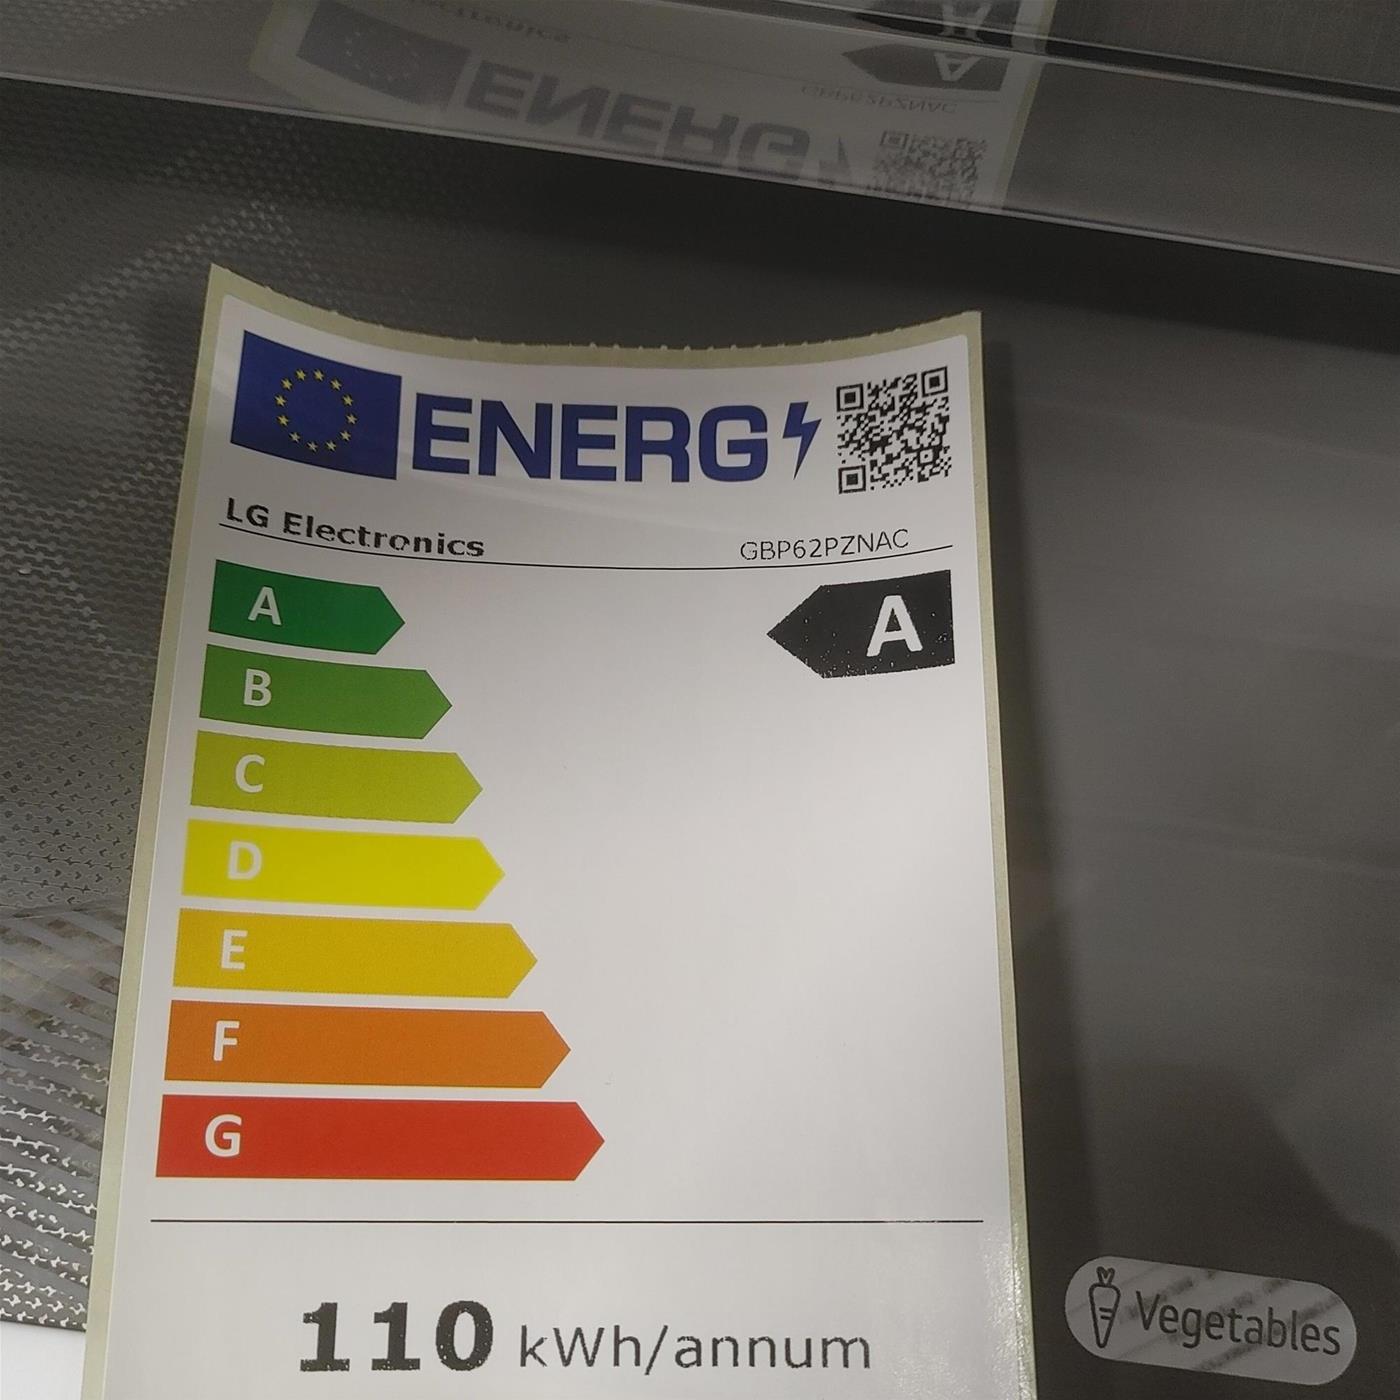 ENERG
LG Electronics
GBP62PZNAC
A
A
B
C
D
E
F
G
110 kWh/annum
Vegetables